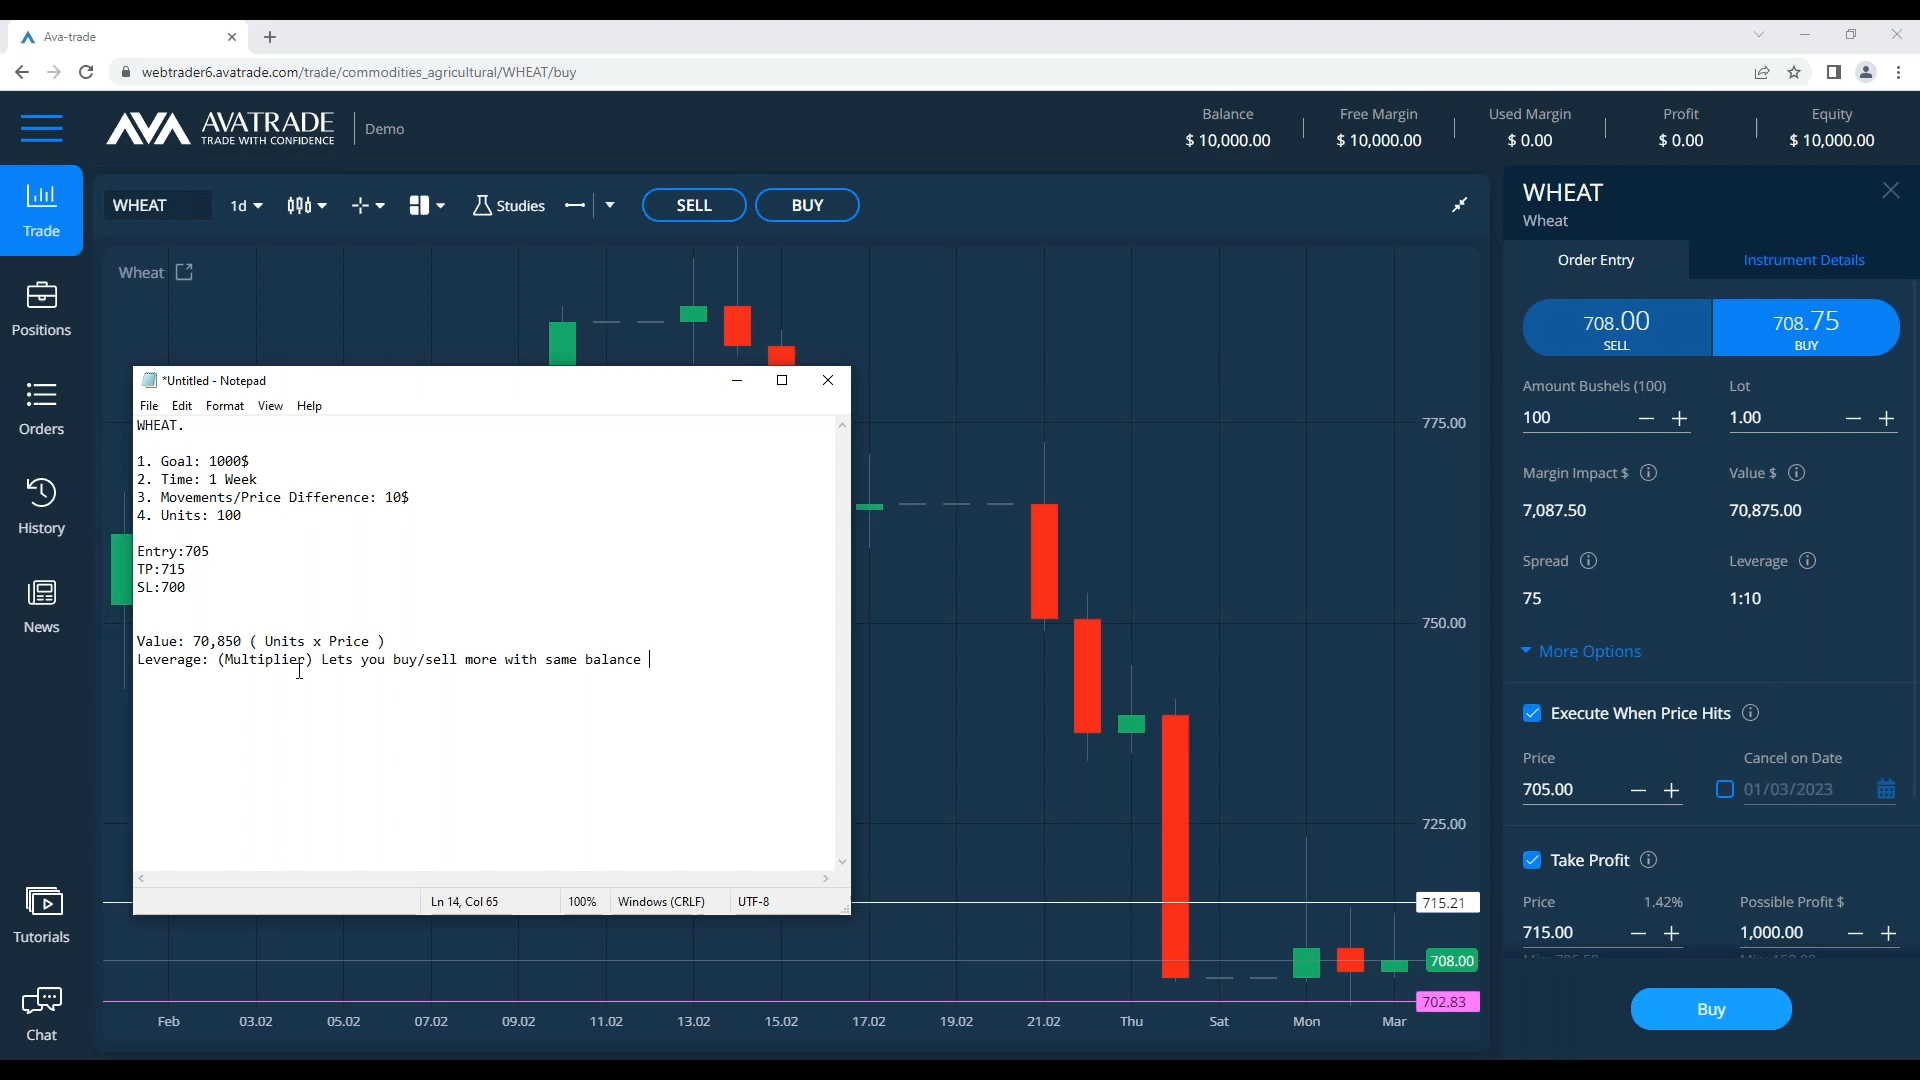 Ava-trade
webtrader6.avatrade.com/trade/commodities_agricultural/WHEAT/buy
AVA AVATRADE
TRADE WITH CONFIDENCE
Demo
Balance
$ 10,000.00
Free Margin
$ 10,000.00
Used Margin
$ 0.00
Profit
$ 0.00
Equity
$ 10,000.00
Trade
Positions
Orders
History
News
Tutorials
Chat
WHEAT 1d Studies SELL BUY
Wheat
*Untitled - Notepad
File Edit Format View Help
WHEAT.
1. Goal: 1000$
2. Time: 1 Week
3. Movements/Price Difference: 10$
4. Units: 100
Entry:705
TP:715
SL:700
Value: 70,850 ( Units x Price )
Leverage: (Multiplier) Lets you buy/sell more with same balance
Ln 14, Col 65 100% Windows (CRLF) UTF-8
775.00
750.00
725.00
715.21
708.00
702.83
Feb 03.02 05.02 07.02 09.02 11.02 13.02 15.02 17.02 19.02 21.02 Thu Sat Mon Mar
WHEAT
Wheat
Order Entry
Instrument Details
708.00
SELL
708.75
BUY
Amount Bushels (100)
100
Lot
1.00
Margin Impact $
7,087.50
Value $
70,875.00
Spread
75
Leverage
1:10
More Options
Execute When Price Hits
Price
705.00
Cancel on Date
01/03/2023
Take Profit
Price 1.42%
715.00
Possible Profit $
1,000.00
Buy